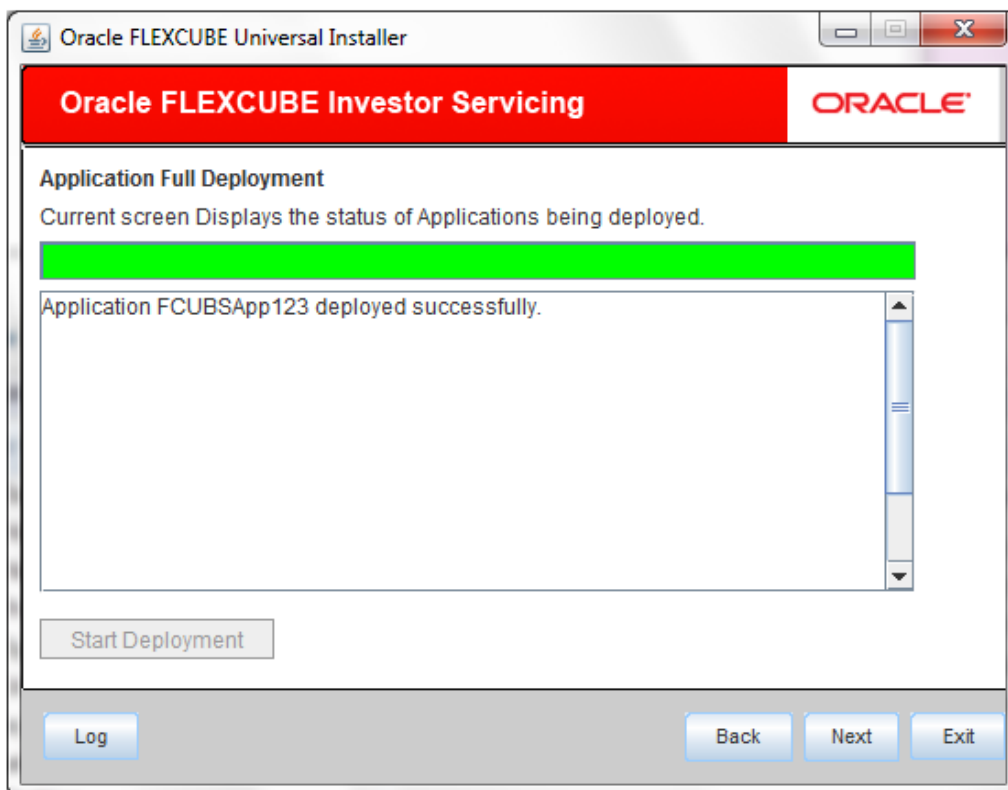 Oracle FLEXCUBE Universal Installer
Oracle FLEXCUBE Investor Servicing
ORACLE
Application Full Deployment
Current screen Displays the status of Applications being deployed.
Application FCUBSApp123 deployed successfully.
Start Deployment
Log Back Next Exit